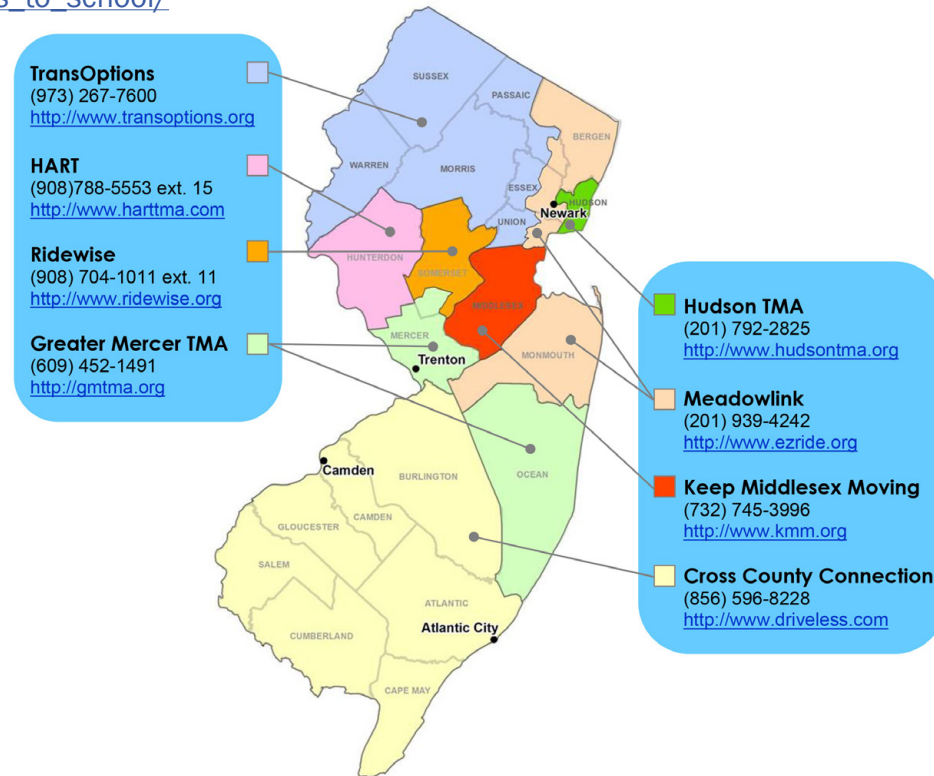 s_to_school/
TransOptions
(973) 267-7600
http://www.transoptions.org
HART
(908)788-5553 ext. 15
http://www.harttma.com
Ridewise
(908) 704-1011 ext. 11
http://www.ridewise.org
Greater Mercer TMA
(609) 452-1491
http://gmtma.org
SUSSEX
PASSAIC
BERGEN
WARREN
MORRIS
ESSEX
HUDSON
Newark
UNION
HUNTERDON
SOMERSET
MIDDLESEX
MERCER
Trenton
MONMOUTH
OCEAN
Camden
BURLINGTON
CAMDEN
GLOUCESTER
SALEM
ATLANTIC
Atlantic City
CUMBERLAND
CAPE MAY
Hudson TMA
(201) 792-2825
http://www.hudsontma.org
Meadowlink
(201) 939-4242
http://www.ezride.org
Keep Middlesex Moving
(732) 745-3996
http://www.kmm.org
Cross County Connection
(856) 596-8228
http://www.driveless.com